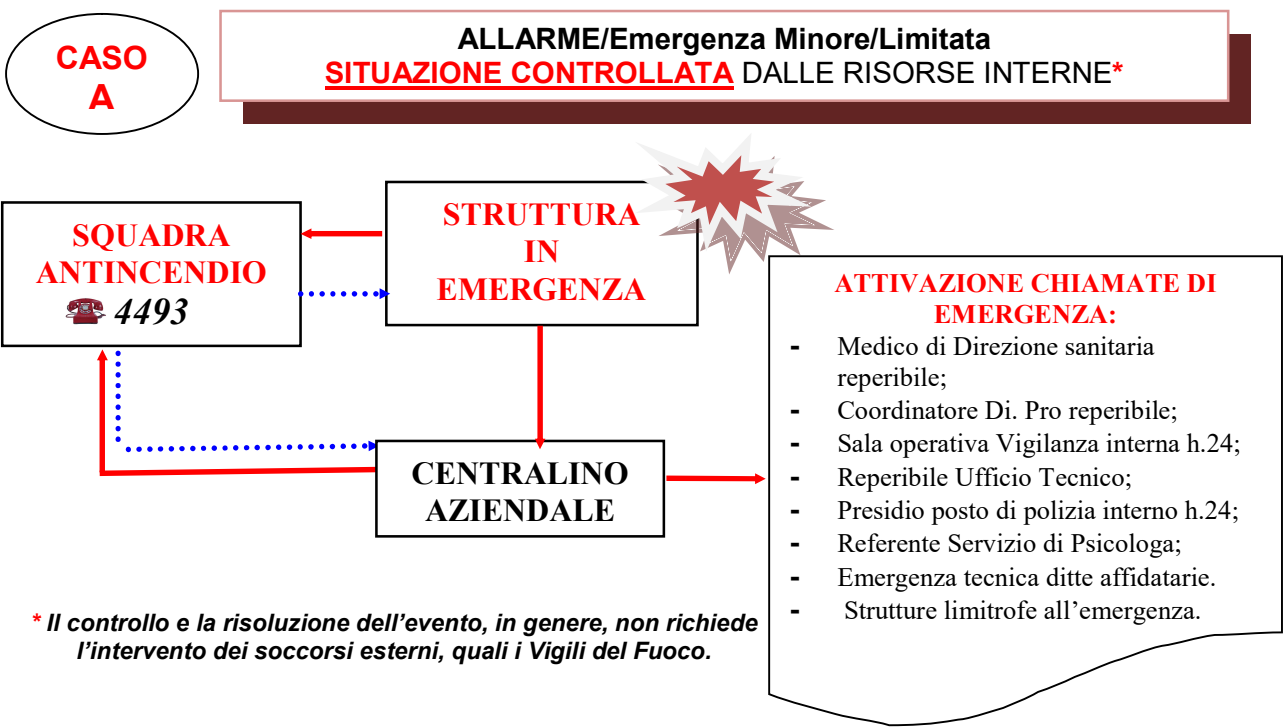 CASO
A
ALLARME/Emergenza Minore/Limitata
SITUAZIONE CONTROLLATA DALLE RISORSE INTERNE*
SQUADRA
ANTINCENDIO
☎ 4493
STRUTTURA
IN
EMERGENZA
CENTRALINO
AZIENDALE
ATTIVAZIONE CHIAMATE DI
EMERGENZA:
- Medico di Direzione sanitaria
reperibile;
- Coordinatore Di. Pro reperibile;
- Sala operativa Vigilanza interna h.24;
- Reperibile Ufficio Tecnico;
- Presidio posto di polizia interno h.24;
- Referente Servizio di Psicologa;
- Emergenza tecnica ditte affidatarie.
- Strutture limitrofe all’emergenza.
* Il controllo e la risoluzione dell’evento, in genere, non richiede
l’intervento dei soccorsi esterni, quali i Vigili del Fuoco.